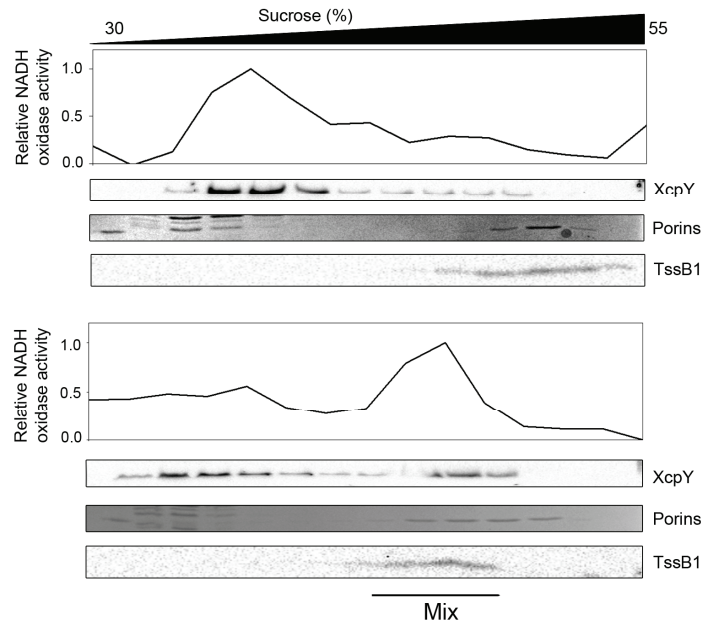 Sucrose (%)
30
55
Relative NADH
oxidase activity
1.0
0.5
0.0
XcpY
Porins
TssB1
Relative NADH
oxidase activity
1.0
0.5
0.0
XcpY
Porins
TssB1
Mix